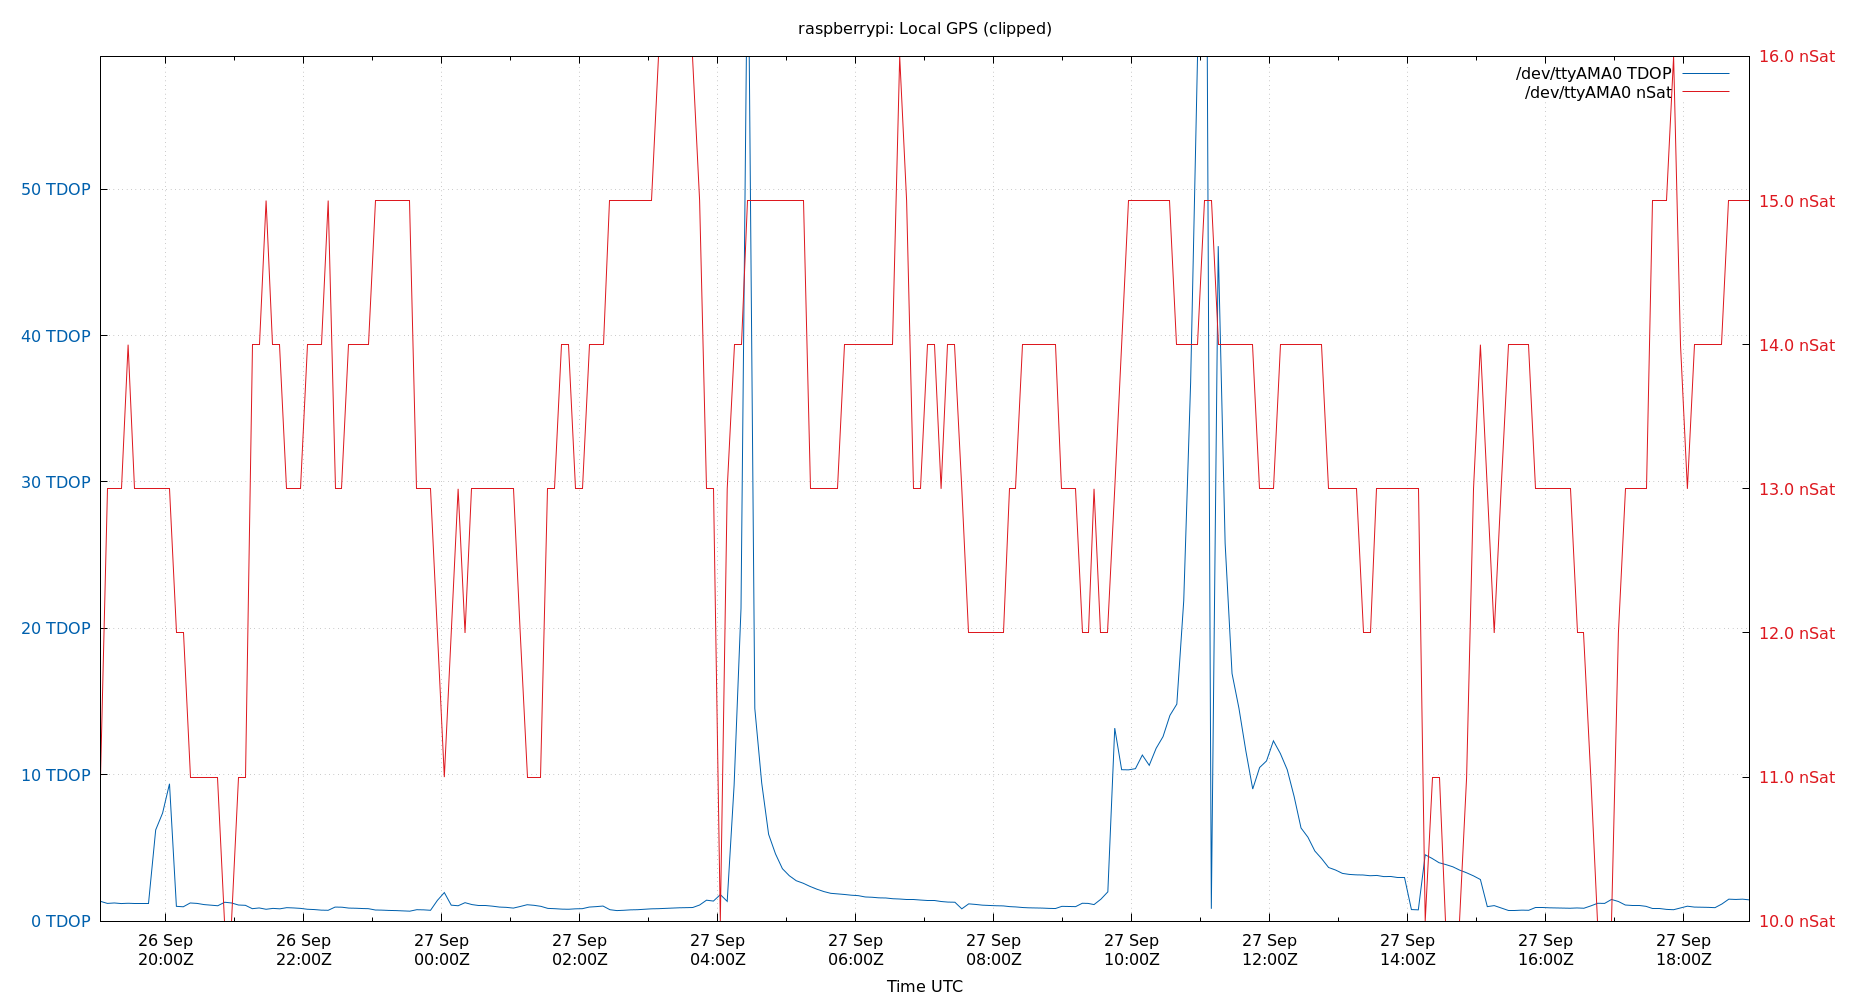 raspberrypi: Local GPS (clipped)
/dev/ttyAMA0 TDOP
/dev/ttyAMA0 nSat
50 TDOP
40 TDOP
30 TDOP
20 TDOP
10 TDOP
0 TDOP
16.0 nSat
15.0 nSat
14.0 nSat
13.0 nSat
12.0 nSat
11.0 nSat
10.0 nSat
26 Sep
20:00Z
26 Sep
22:00Z
27 Sep
00:00Z
27 Sep
02:00Z
27 Sep
04:00Z
27 Sep
06:00Z
27 Sep
08:00Z
27 Sep
10:00Z
27 Sep
12:00Z
27 Sep
14:00Z
27 Sep
16:00Z
27 Sep
18:00Z
Time UTC